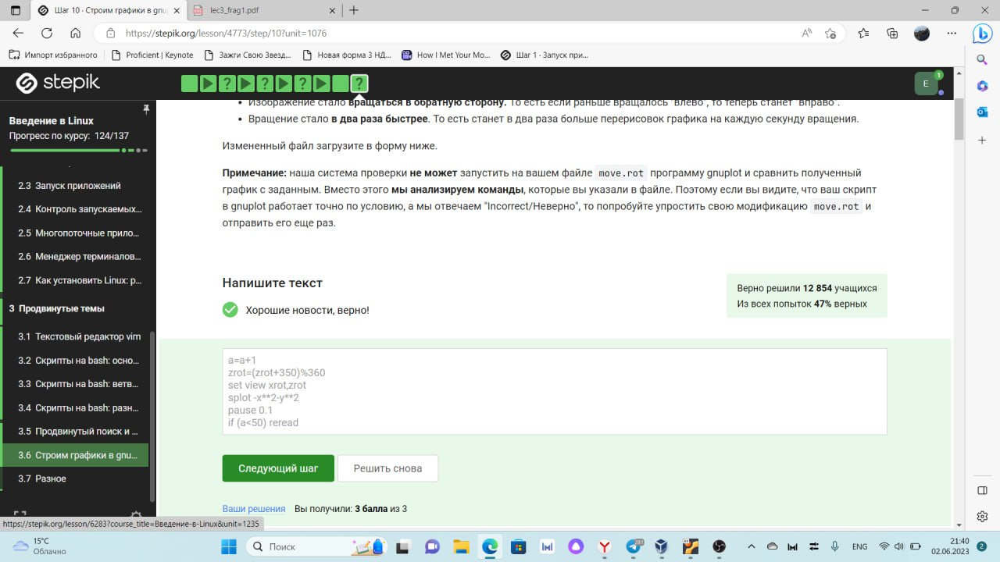 Шаг 10 · Строим графики в gnu
lec3_frag1.pdf
https://stepik.org/lesson/4773/step/10?unit=1076
Импорт избранного
Proficient | Keynote
Зажги Свою Звезд...
Новая форма 3 НД...
How I Met Your Mo...
Шаг 1 · Запуск при...
stepik
E
1
Введение в Linux
Прогресс по курсу: 124/137
2.3 Запуск приложений
2.4 Контроль запускаемых...
2.5 Многопоточные прило...
2.6 Менеджер терминалов...
2.7 Как установить Linux: р...
3 Продвинутые темы
3.1 Текстовый редактор vim
3.2 Скрипты на bash: осно...
3.3 Скрипты на bash: ветв...
3.4 Скрипты на bash: разн...
3.5 Продвинутый поиск и ...
3.6 Строим графики в gnu...
3.7 Разное
• Изображение стало вращаться в обратную сторону. То есть если раньше вращалось "влево", то теперь станет "вправо".
• Вращение стало в два раза быстрее. То есть станет в два раза больше перерисовок графика на каждую секунду вращения.
Измененный файл загрузите в форму ниже.
Примечание: наша система проверки не может запустить на вашем файле move.rot программу gnuplot и сравнить полученный
график с заданным. Вместо этого мы анализируем команды, которые вы указали в файле. Поэтому если вы видите, что ваш скрипт
в gnuplot работает точно по условию, а мы отвечаем "Incorrect/Неверно", то попробуйте упростить свою модификацию move.rot и
отправить его еще раз.
Напишите текст
Хорошие новости, верно!
Верно решили 12 854 учащихся
Из всех попыток 47% верных
a=a+1
zrot=(zrot+350)%360
set view xrot,zrot
splot -x**2-y**2
pause 0.1
if (a<50) reread
Следующий шаг
Решить снова
Ваши решения Вы получили: 3 балла из 3
https://stepik.org/lesson/6283?course_title=Введение-в-Linux&unit=1235
15°C
Облачно
Поиск
281
ENG
21:40
02.06.2023
2